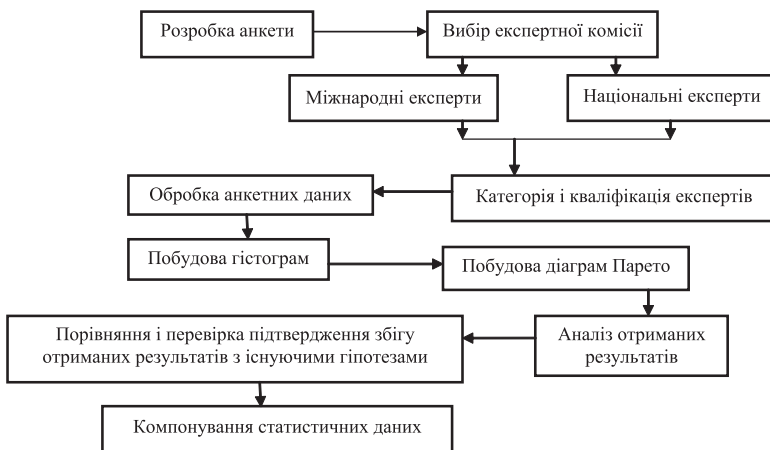 Розробка анкети
Вибір експертної комісії
Міжнародні експерти
Національні експерти
Категорія і кваліфікація експертів
Обробка анкетних даних
Побудова гістограм
Побудова діаграм Парето
Аналіз отриманих
результатів
Порівняння і перевірка підтвердження збігу
отриманих результатів з існуючими гіпотезами
Компонування статистичних даних